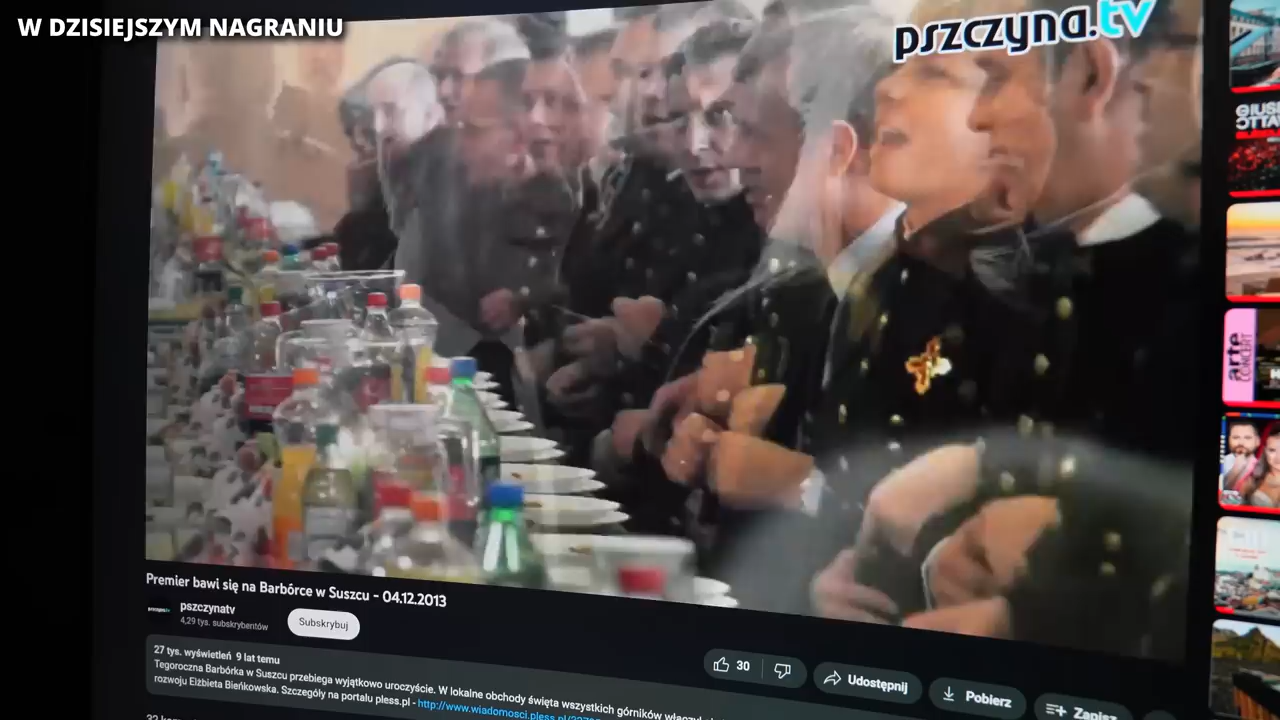 W DZISIEJSZYM NAGRANIU
pszczyna.tv
GIUS
OTTA
arte
CONCERT
Premier bawi się na Barbórce w Suszcu - 04.12.2013
pszczynatv
4,29 tys. subskrybentów
Subskrybuj
30
Udostępnij
Pobierz
Zapisz
27 tys. wyświetleń 9 lat temu
Tegoroczna Barbórka w Suszcu przebiega wyjątkowo uroczyście. W lokalne obchody święta wszystkich górników
rozwoju Elżbieta Bieńkowska. Szczegóły na portalu pless.pl - http://www.wiadomosci.pless.pl/